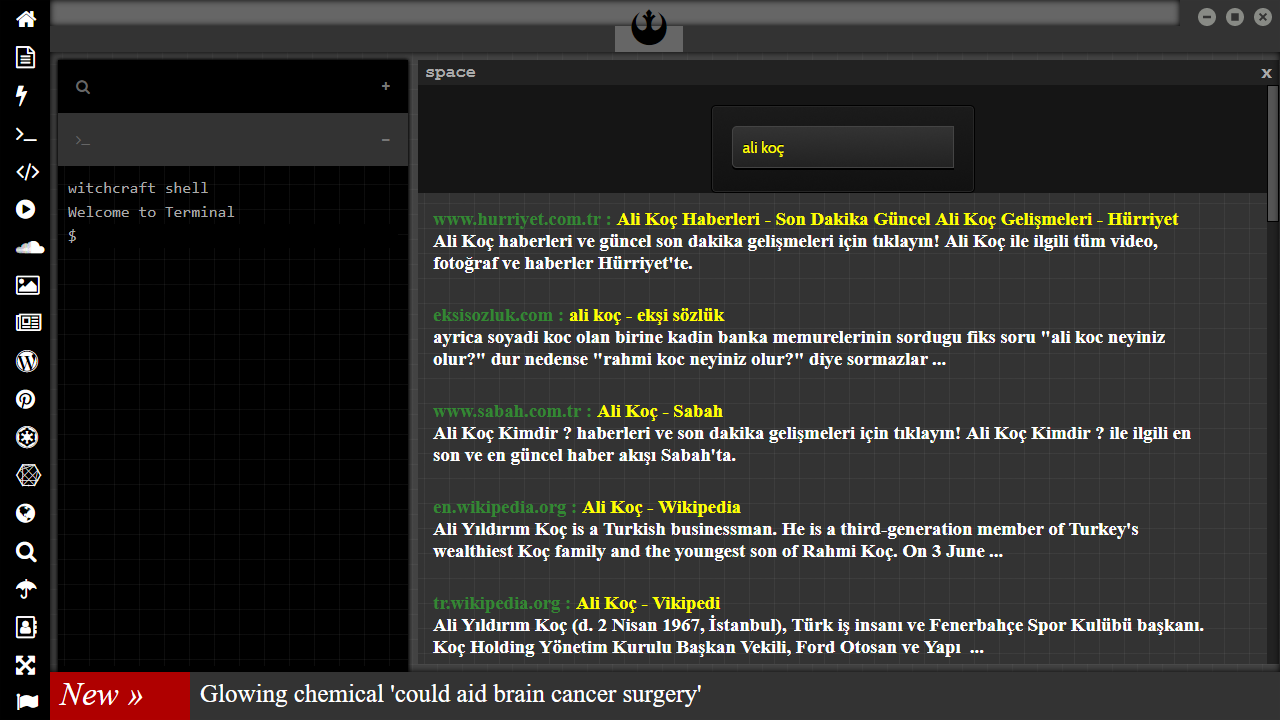 space
x
ali koç
+
>_
−
witchcraft shell
Welcome to Terminal
$
www.hurriyet.com.tr : Ali Koç Haberleri - Son Dakika Güncel Ali Koç Gelişmeleri - Hürriyet
Ali Koç haberleri ve güncel son dakika gelişmeleri için tıklayın! Ali Koç ile ilgili tüm video,
fotoğraf ve haberler Hürriyet'te.
eksisozluk.com : ali koç - ekşi sözlük
ayrica soyadi koc olan birine kadin banka memurelerinin sordugu fiks soru "ali koc neyiniz
olur?" dur nedense "rahmi koc neyiniz olur?" diye sormazlar ...
www.sabah.com.tr : Ali Koç - Sabah
Ali Koç Kimdir ? haberleri ve son dakika gelişmeleri için tıklayın! Ali Koç Kimdir ? ile ilgili en
son ve en güncel haber akışı Sabah'ta.
en.wikipedia.org : Ali Koç - Wikipedia
Ali Yıldırım Koç is a Turkish businessman. He is a third-generation member of Turkey's
wealthiest Koç family and the youngest son of Rahmi Koç. On 3 June ...
tr.wikipedia.org : Ali Koç - Vikipedi
Ali Yıldırım Koç (d. 2 Nisan 1967, İstanbul), Türk iş insanı ve Fenerbahçe Spor Kulübü başkanı.
Koç Holding Yönetim Kurulu Başkan Vekili, Ford Otosan ve Yapı ...
New » Glowing chemical 'could aid brain cancer surgery'